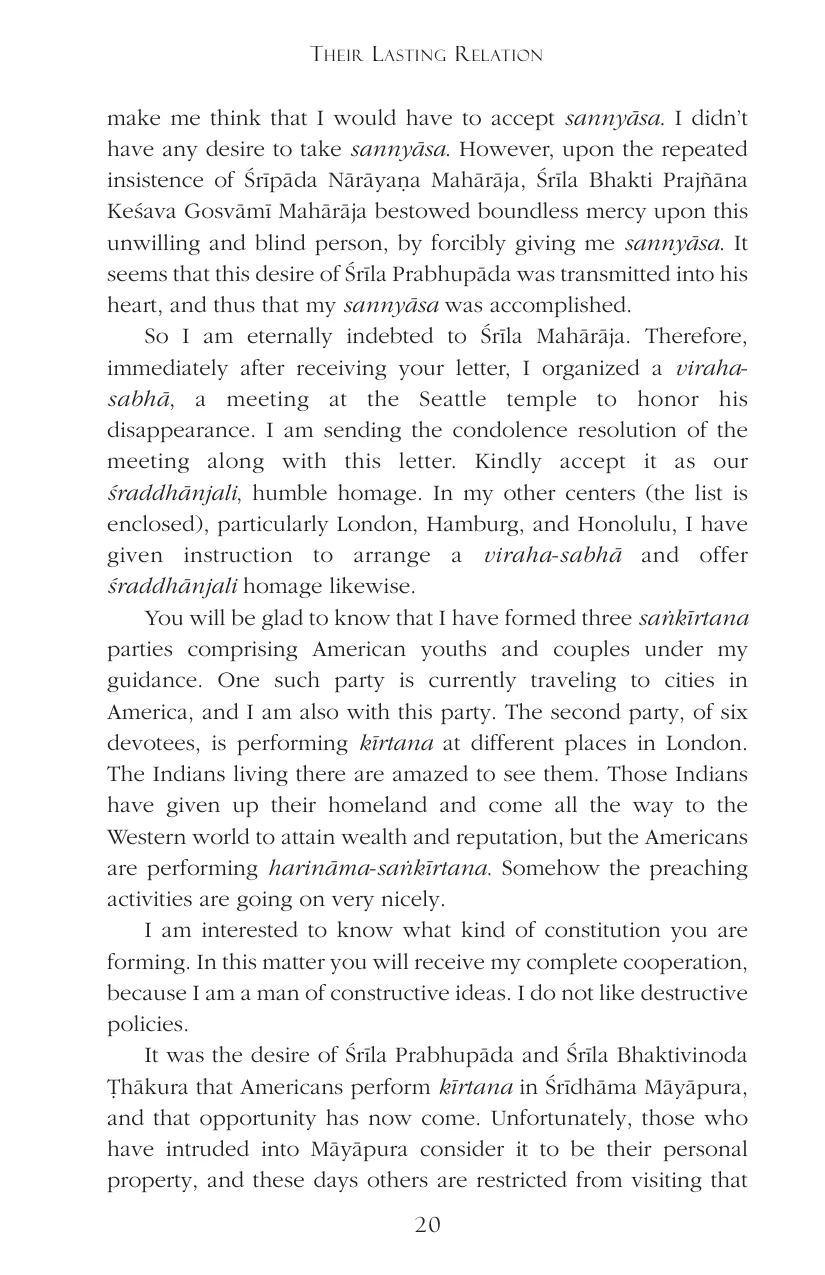 THEIR LASTING RELATION
make me think that I would have to accept sannyāsa. I didn't
have any desire to take sannyāsa. However, upon the repeated
insistence of Śrīpāda Nārāyaṇa Mahārāja, Śrīla Bhakti Prajñāna
Keśava Gosvāmī Mahārāja bestowed boundless mercy upon this
unwilling and blind person, by forcibly giving me sannyāsa. It
seems that this desire of Śrīla Prabhupāda was transmitted into his
heart, and thus that my sannyāsa was accomplished.
So I am eternally indebted to Śrīla Mahārāja. Therefore,
immediately after receiving your letter, I organized a viraha-
sabhā, a meeting at the Seattle temple to honor his
disappearance. I am sending the condolence resolution of the
meeting along with this letter. Kindly accept it as our
śraddhānjali, humble homage. In my other centers (the list is
enclosed), particularly London, Hamburg, and Honolulu, I have
given instruction to arrange a viraha-sabhā and offer
śraddhānjali homage likewise.
You will be glad to know that I have formed three saṅkīrtana
parties comprising American youths and couples under my
guidance. One such party is currently traveling to cities in
America, and I am also with this party. The second party, of six
devotees, is performing kīrtana at different places in London.
The Indians living there are amazed to see them. Those Indians
have given up their homeland and come all the way to the
Western world to attain wealth and reputation, but the Americans
are performing harināma-saṅkīrtana. Somehow the preaching
activities are going on very nicely.
I am interested to know what kind of constitution you are
forming. In this matter you will receive my complete cooperation,
because I am a man of constructive ideas. I do not like destructive
policies.
It was the desire of Śrīla Prabhupāda and Śrīla Bhaktivinoda
Ṭhākura that Americans perform kīrtana in Śrīdhāma Māyāpura,
and that opportunity has now come. Unfortunately, those who
have intruded into Māyāpura consider it to be their personal
property, and these days others are restricted from visiting that
20